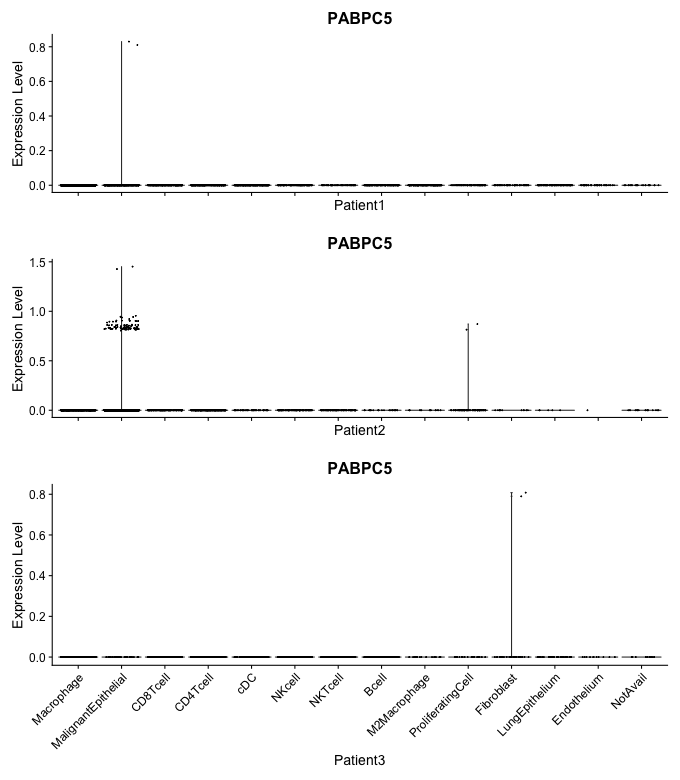 PABPC5
Expression Level
0.8
0.6
0.4
0.2
0.0
Patient1
PABPC5
Expression Level
1.5
1.0
0.5
0.0
Patient2
PABPC5
Expression Level
0.8
0.6
0.4
0.2
0.0
Macrophage
MalignantEpithelial
CD8Tcell
CD4Tcell
cDC
NKcell
NKTcell
Bcell
M2Macrophage
ProliferatingCell
Fibroblast
LungEpithelium
Endothelium
NotAvail
Patient3